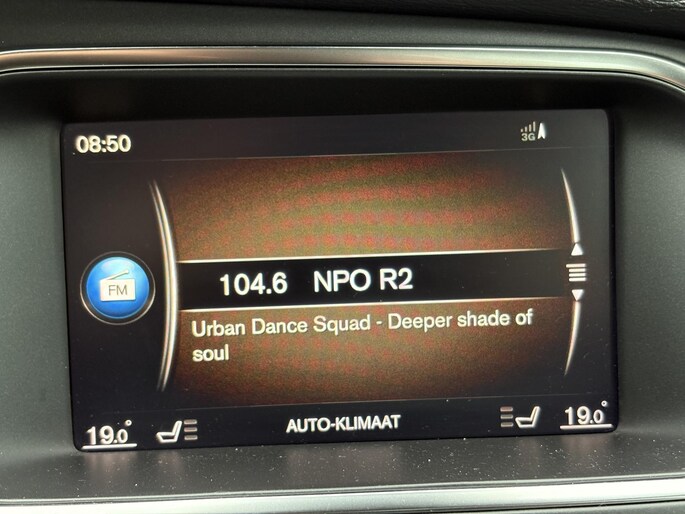 08:50
3G
FM
104.6 NPO R2
Urban Dance Squad - Deeper shade of
soul
19.0° AUTO-KLIMAAT 19.0°